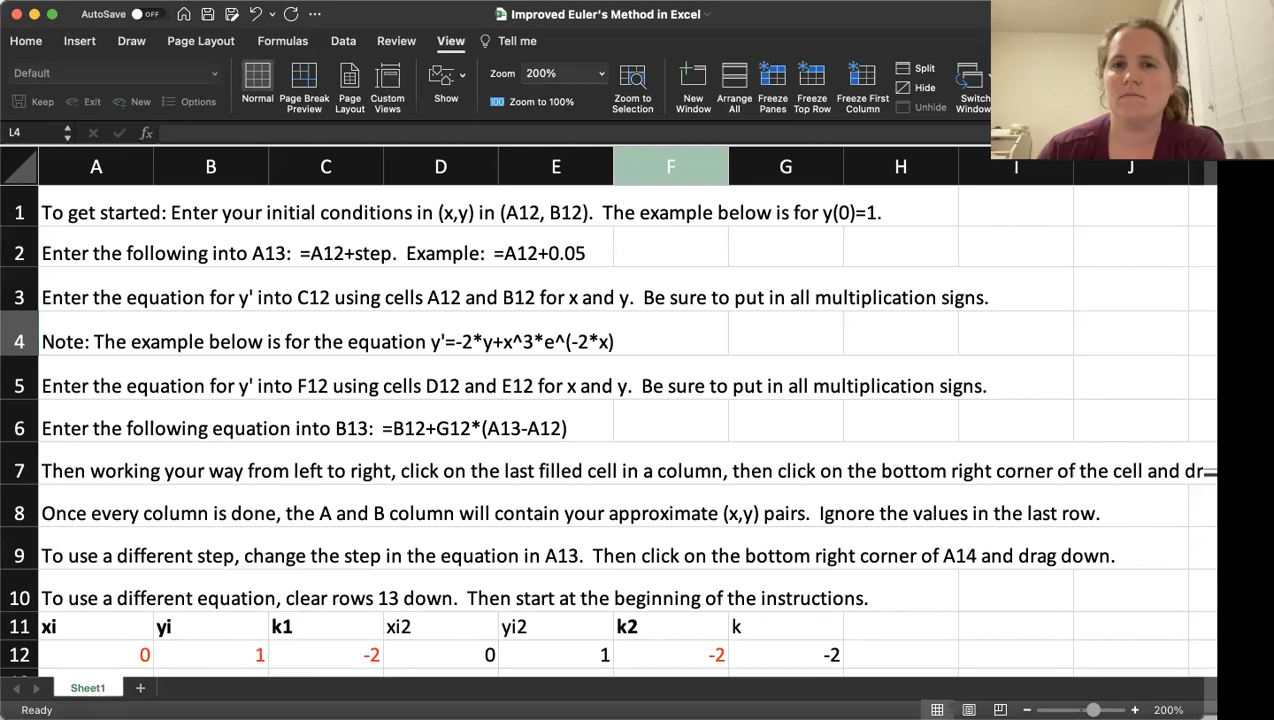 AutoSave OFF
Improved Euler's Method in Excel
Home Insert Draw Page Layout Formulas Data Review View Tell me
Default
Keep Exit New Options
Normal
Page Break Preview
Page Layout
Custom Views
Show
Zoom 200%
100 Zoom to 100%
Zoom to Selection
New Window
Arrange All
Freeze Panes
Freeze Top Row
Freeze First Column
Split
Hide
Unhide
Switch
L4 fx
A B C D E F G H I J
1 To get started: Enter your initial conditions in (x,y) in (A12, B12). The example below is for y(0)=1.
2 Enter the following into A13: =A12+step. Example: =A12+0.05
3 Enter the equation for y' into C12 using cells A12 and B12 for x and y. Be sure to put in all multiplication signs.
4 Note: The example below is for the equation y'=-2*y+x^3*e^(-2*x)
5 Enter the equation for y' into F12 using cells D12 and E12 for x and y. Be sure to put in all multiplication signs.
6 Enter the following equation into B13: =B12+G12*(A13-A12)
7 Then working your way from left to right, click on the last filled cell in a column, then click on the bottom right corner of the cell and dr
8 Once every column is done, the A and B column will contain your approximate (x,y) pairs. Ignore the values in the last row.
9 To use a different step, change the step in the equation in A13. Then click on the bottom right corner of A14 and drag down.
10 To use a different equation, clear rows 13 down. Then start at the beginning of the instructions.
11 xi yi k1 xi2 yi2 k2 k
12 0 1 -2 0 1 -2 -2
Sheet1
Ready 200%